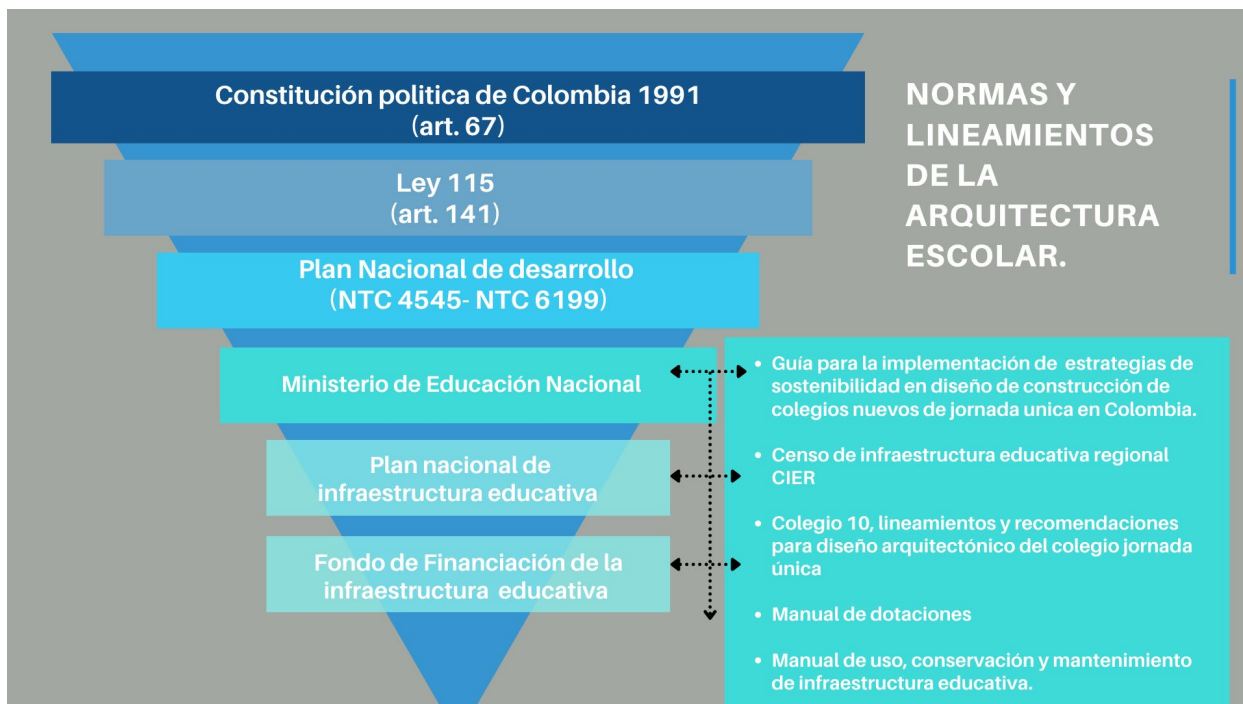 Constitución politica de Colombia 1991
(art. 67)
Ley 115
(art. 141)
Plan Nacional de desarrollo
(NTC 4545- NTC 6199)
Ministerio de Educación Nacional
Plan nacional de
infraestructura educativa
Fondo de Financiación de la
infraestructura educativa
NORMAS Y
LINEAMIENTOS
DE LA
ARQUITECTURA
ESCOLAR.
• Guía para la implementación de estrategias de
sostenibilidad en diseño de construcción de
colegios nuevos de jornada unica en Colombia.
• Censo de infraestructura educativa regional
CIER
• Colegio 10, lineamientos y recomendaciones
para diseño arquitectónico del colegio jornada
única
• Manual de dotaciones
• Manual de uso, conservación y mantenimiento
de infraestructura educativa.